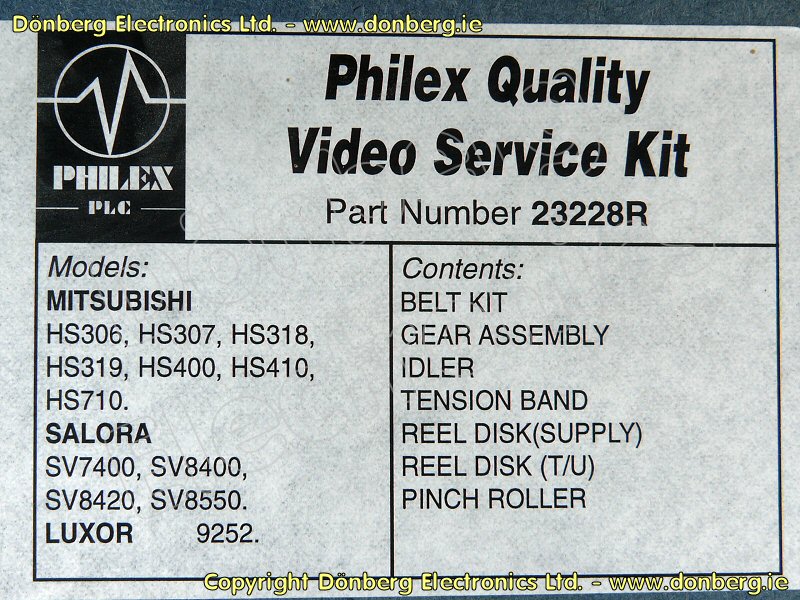 Dönberg Electronics Ltd. - www.donberg.ie
PHILEX
PLC
Philex Quality
Video Service Kit
Part Number 23228R
Models:
MITSUBISHI
HS306, HS307, HS318,
HS319, HS400, HS410,
HS710.
SALORA
SV7400, SV8400,
SV8420, SV8550.
LUXOR 9252.
Contents:
BELT KIT
GEAR ASSEMBLY
IDLER
TENSION BAND
REEL DISK(SUPPLY)
REEL DISK (T/U)
PINCH ROLLER
Copyright Dönberg Electronics Ltd. - www.donberg.ie